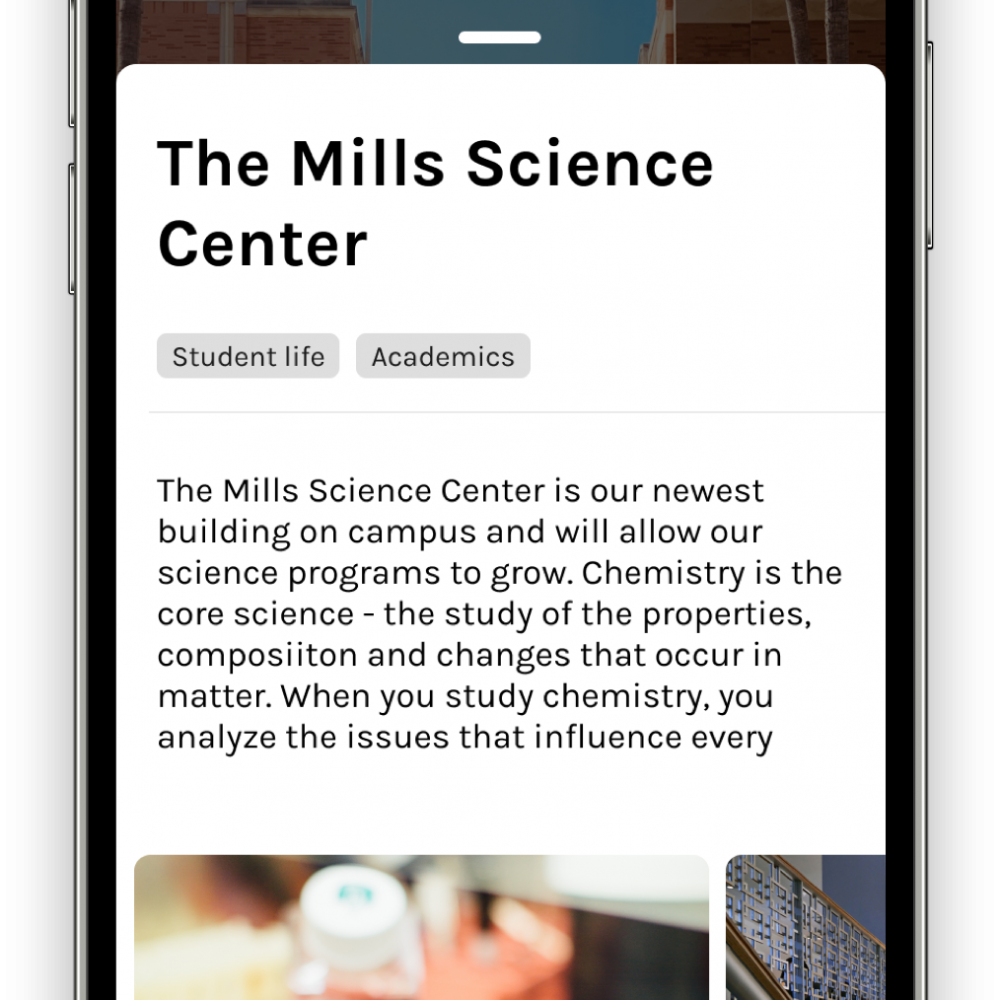 The Mills Science
Center
Student life
Academics
The Mills Science Center is our newest
building on campus and will allow our
science programs to grow. Chemistry is the
core science - the study of the properties,
composiiton and changes that occur in
matter. When you study chemistry, you
analyze the issues that influence every